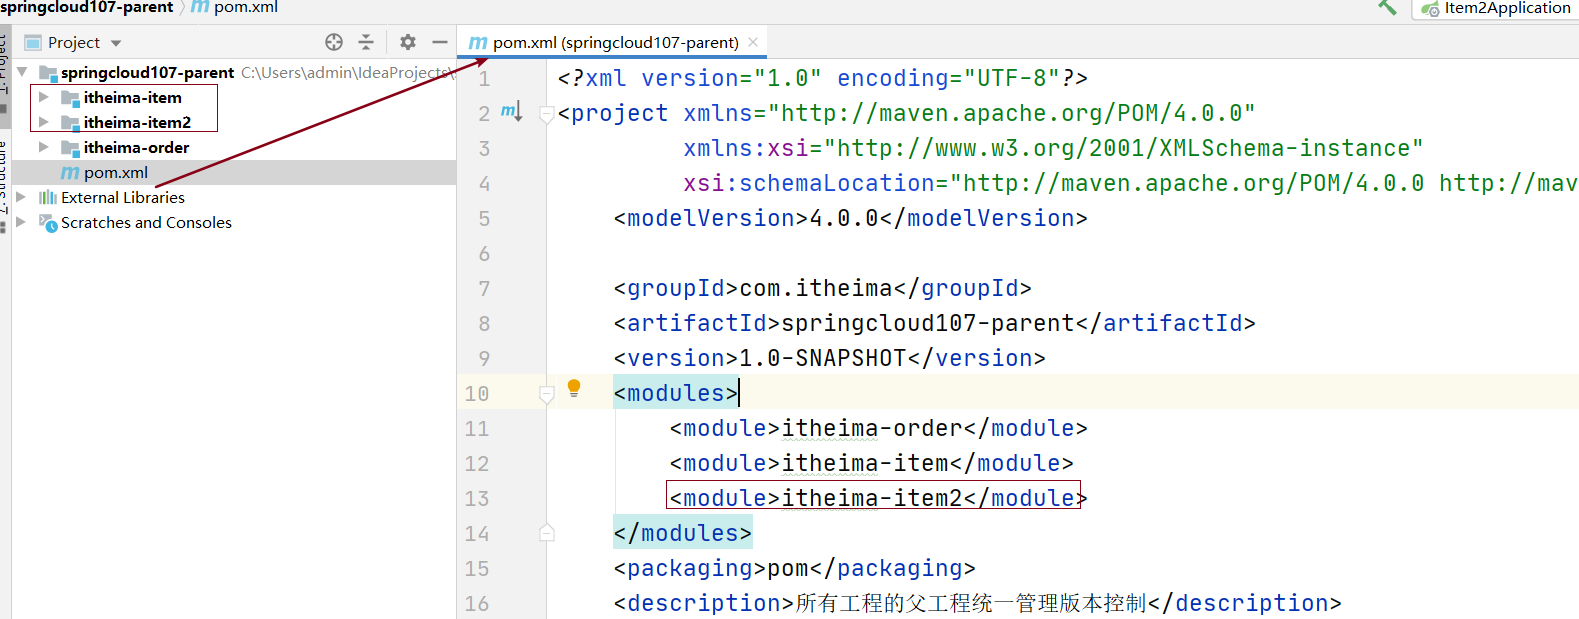 springcloud107-parent > pom.xml
Item2Application
Project
pom.xml (springcloud107-parent)
springcloud107-parent C:\Users\admin\IdeaProjects\
itheima-item
itheima-item2
itheima-order
pom.xml
External Libraries
Scratches and Consoles
1: Project
Structure
1 <?xml version="1.0" encoding="UTF-8"?>
2 <project xmlns="http://maven.apache.org/POM/4.0.0"
3 xmlns:xsi="http://www.w3.org/2001/XMLSchema-instance"
4 xsi:schemaLocation="http://maven.apache.org/POM/4.0.0 http://mav
5 <modelVersion>4.0.0</modelVersion>
6
7 <groupId>com.itheima</groupId>
8 <artifactId>springcloud107-parent</artifactId>
9 <version>1.0-SNAPSHOT</version>
10 <modules>
11 <module>itheima-order</module>
12 <module>itheima-item</module>
13 <module>itheima-item2</module>
14 </modules>
15 <packaging>pom</packaging>
16 <description>所有工程的父工程统一管理版本控制</description>